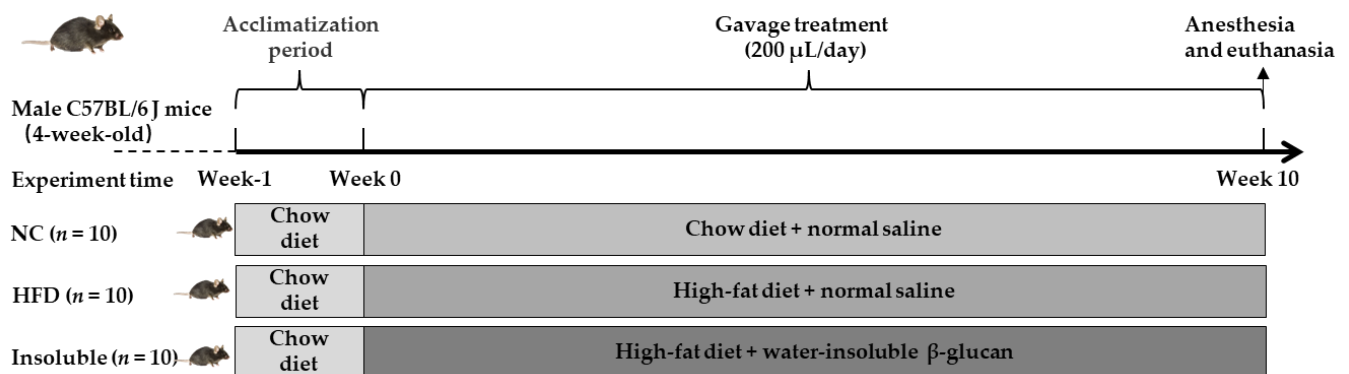 Acclimatization
period
Gavage treatment
(200 µL/day)
Anesthesia
and euthanasia
Male C57BL/6 J mice
(4-week-old)
Experiment time
Week-1
Week 0
Week 10
NC (n = 10)
Chow
diet
Chow diet + normal saline
HFD (n = 10)
Chow
diet
High-fat diet + normal saline
Insoluble (n = 10)
Chow
diet
High-fat diet + water-insoluble β-glucan